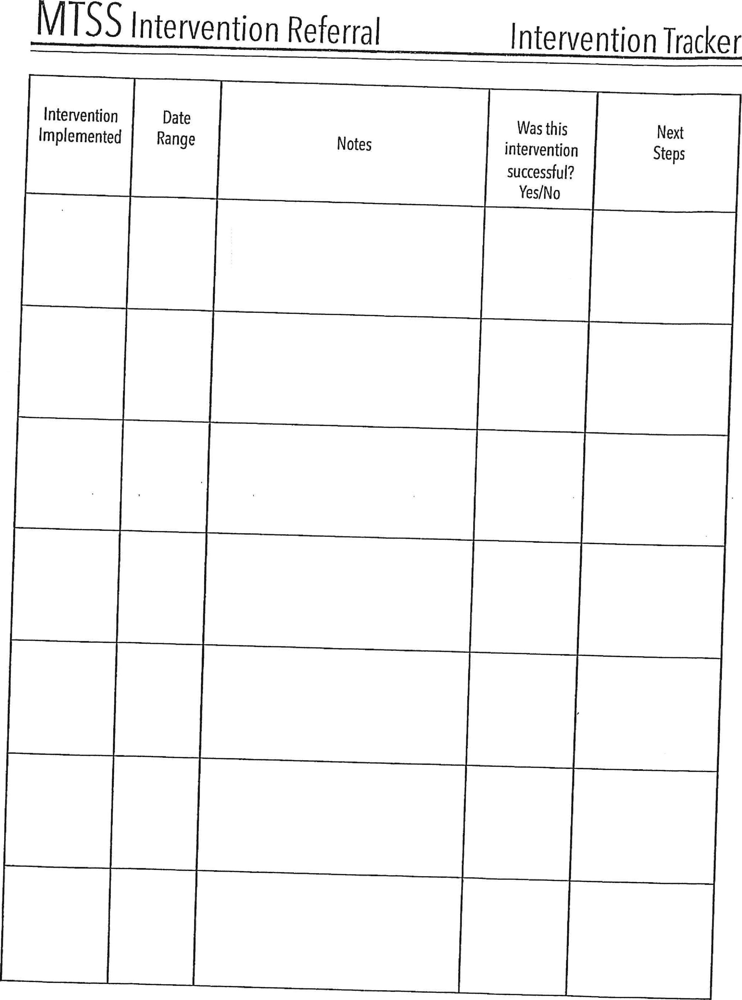 MTSS Intervention Referral Intervention Tracker
Intervention
Implemented
Date
Range
Notes
Was this
intervention
successful?
Yes/No
Next
Steps